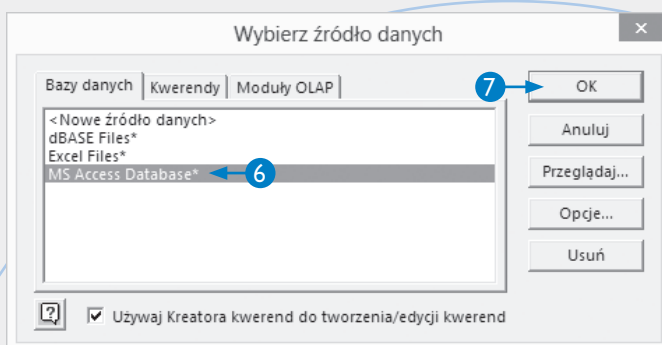 Wybierz źródło danych
×
Bazy danych Kwerendy Moduły OLAP
<Nowe źródło danych>
dBASE Files*
Excel Files*
MS Access Database* 6
7 OK
Anuluj
Przeglądaj...
Opcje...
Usuń
? Używaj Kreatora kwerend do tworzenia/edycji kwerend